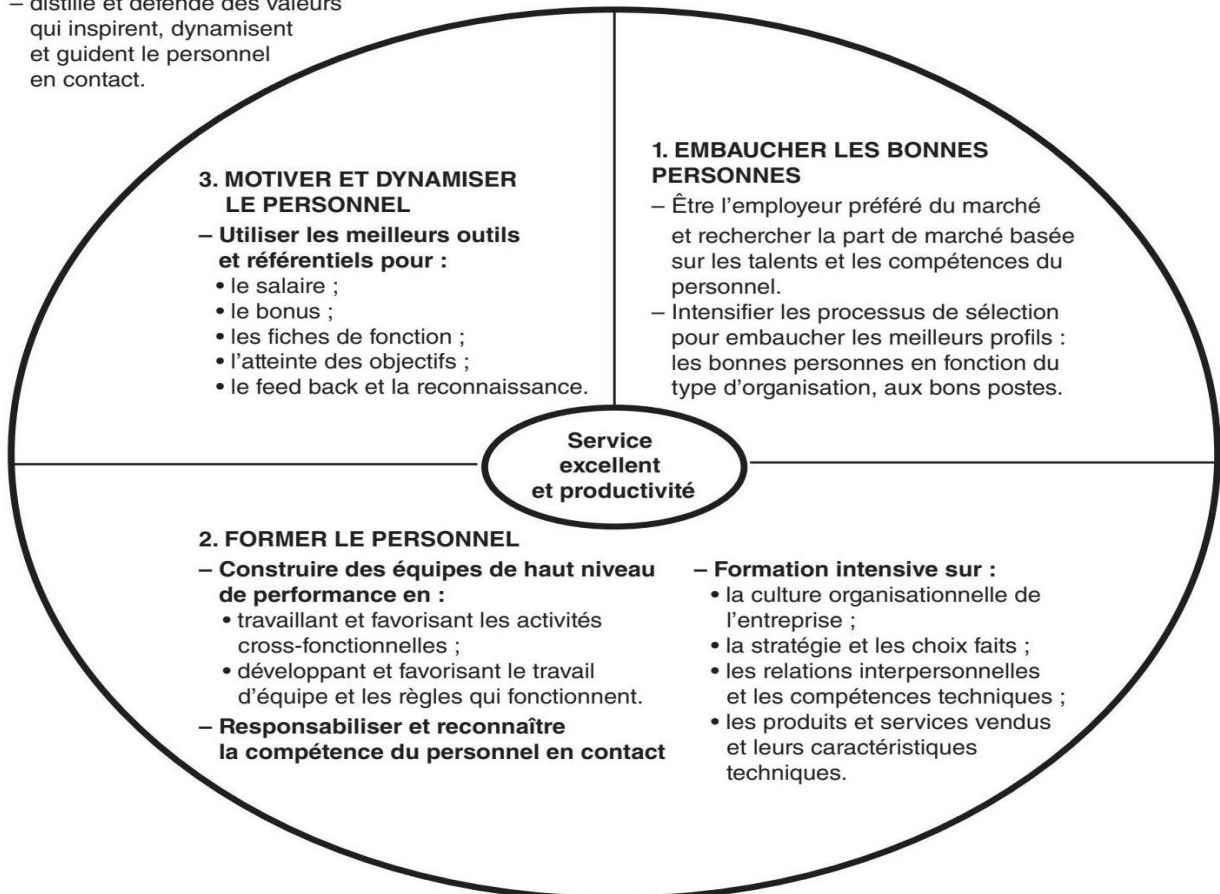 – distille et défende des valeurs
qui inspirent, dynamisent
et guident le personnel
en contact.
3. MOTIVER ET DYNAMISER
LE PERSONNEL
– Utiliser les meilleurs outils
et référentiels pour :
• le salaire ;
• le bonus ;
• les fiches de fonction ;
• l’atteinte des objectifs ;
• le feed back et la reconnaissance.
1. EMBAUCHER LES BONNES
PERSONNES
– Être l’employeur préféré du marché
et rechercher la part de marché basée
sur les talents et les compétences du
personnel.
– Intensifier les processus de sélection
pour embaucher les meilleurs profils :
les bonnes personnes en fonction du
type d’organisation, aux bons postes.
Service
excellent
et productivité
2. FORMER LE PERSONNEL
– Construire des équipes de haut niveau
de performance en :
• travaillant et favorisant les activités
cross-fonctionnelles ;
• développant et favorisant le travail
d'équipe et les règles qui fonctionnent.
– Responsabiliser et reconnaître
la compétence du personnel en contact
– Formation intensive sur :
• la culture organisationnelle de
l’entreprise ;
• la stratégie et les choix faits ;
• les relations interpersonnelles
et les compétences techniques ;
• les produits et services vendus
et leurs caractéristiques
techniques.